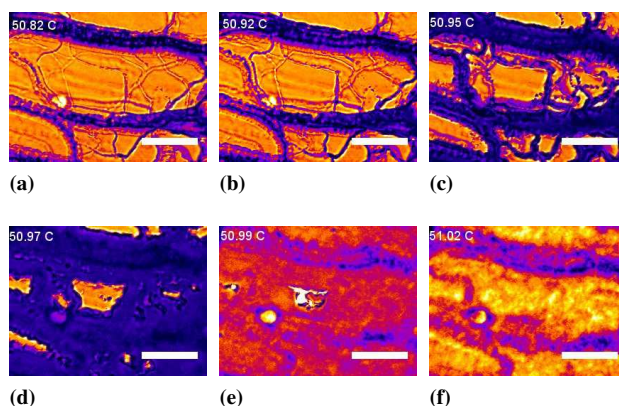 50.82 C
50.92 C
50.95 C
(a)
(b)
(c)
50.97 C
50.99 C
51.02 C
(d)
(e)
(f)